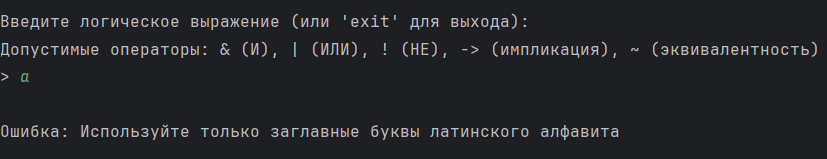 Введите логическое выражение (или 'exit' для выхода):
Допустимые операторы: & (И), | (ИЛИ), ! (НЕ), -> (импликация), ~ (эквивалентность)
> a
Ошибка: Используйте только заглавные буквы латинского алфавита